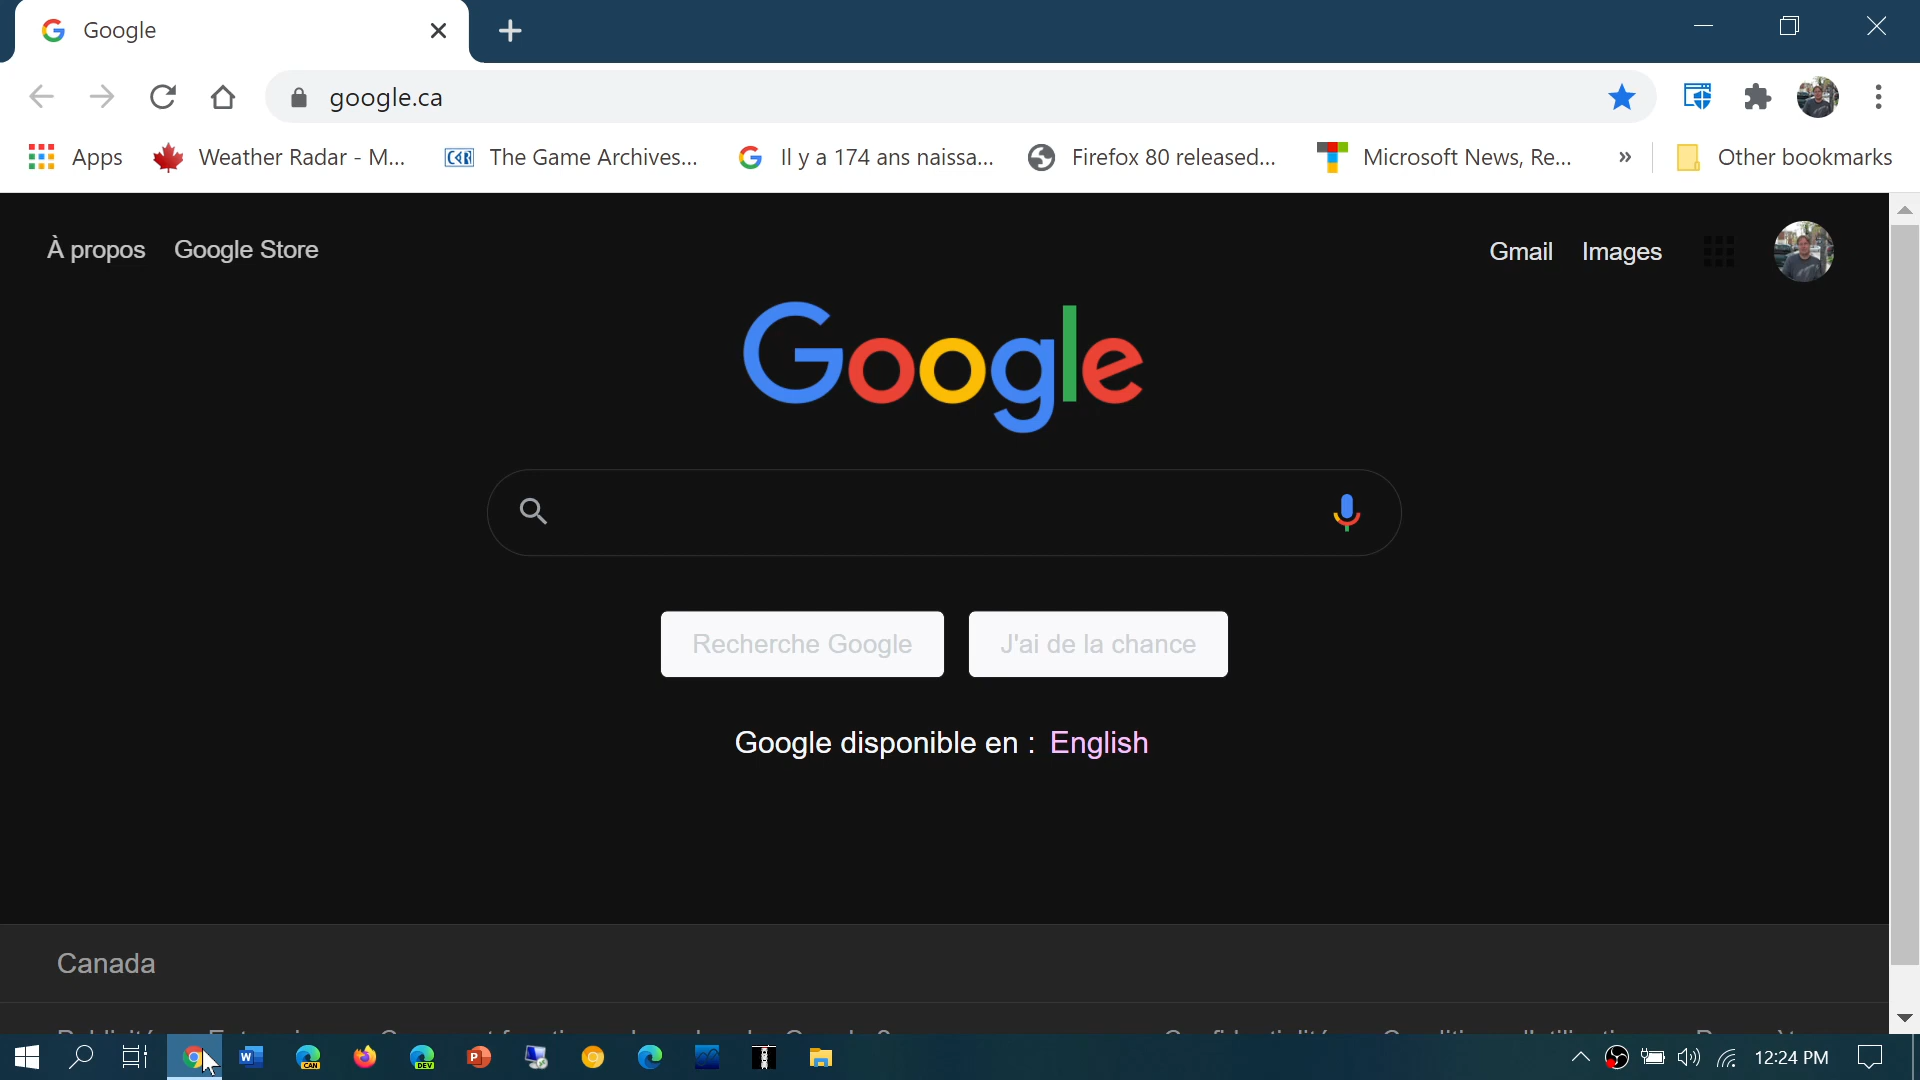 Google
google.ca
Apps Weather Radar - M... The Game Archives... Il y a 174 ans naissa... Firefox 80 released... Microsoft News, Re... » Other bookmarks
À propos Google Store Gmail Images
Google
Recherche Google J'ai de la chance
Google disponible en : English
Canada
W CAN DEV P 12:24 PM